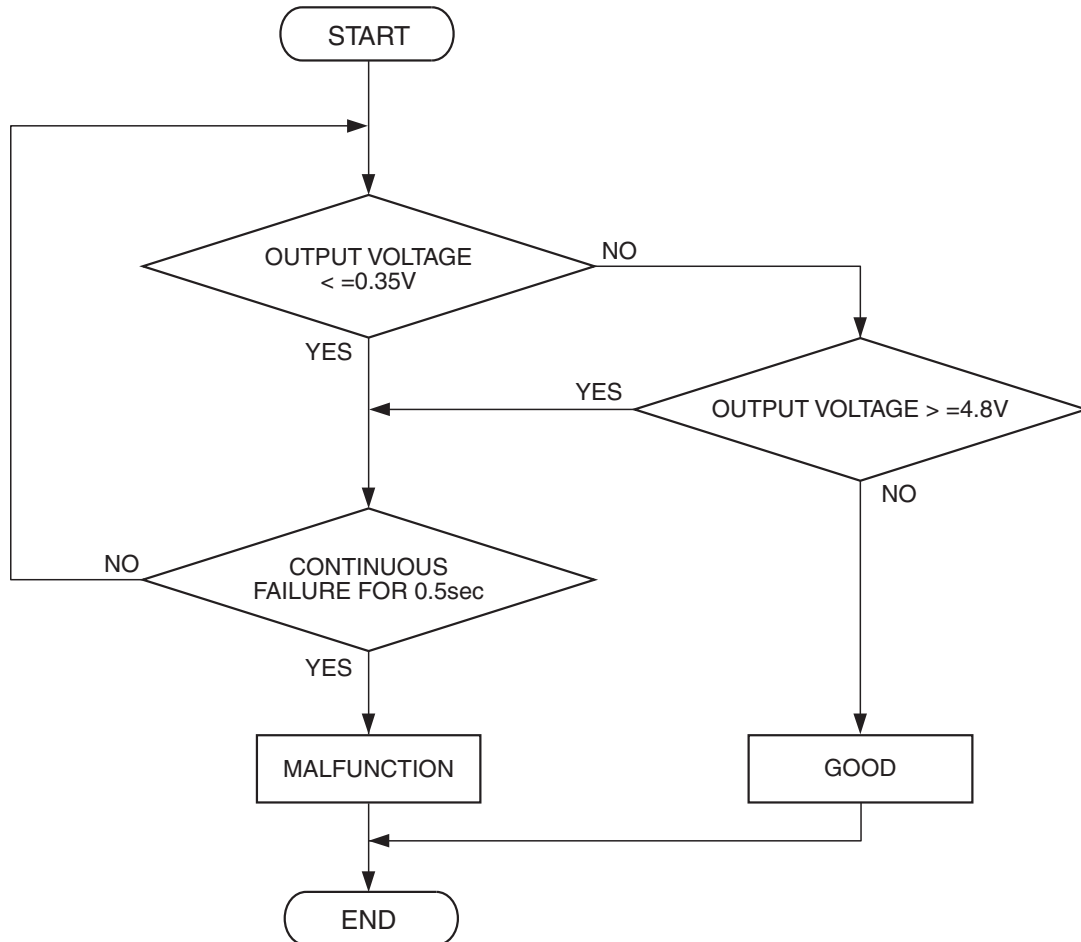 START
OUTPUT VOLTAGE
< =0.35V
NO
YES
YES
OUTPUT VOLTAGE > =4.8V
NO
NO
CONTINUOUS
FAILURE FOR 0.5sec
YES
MALFUNCTION
GOOD
END